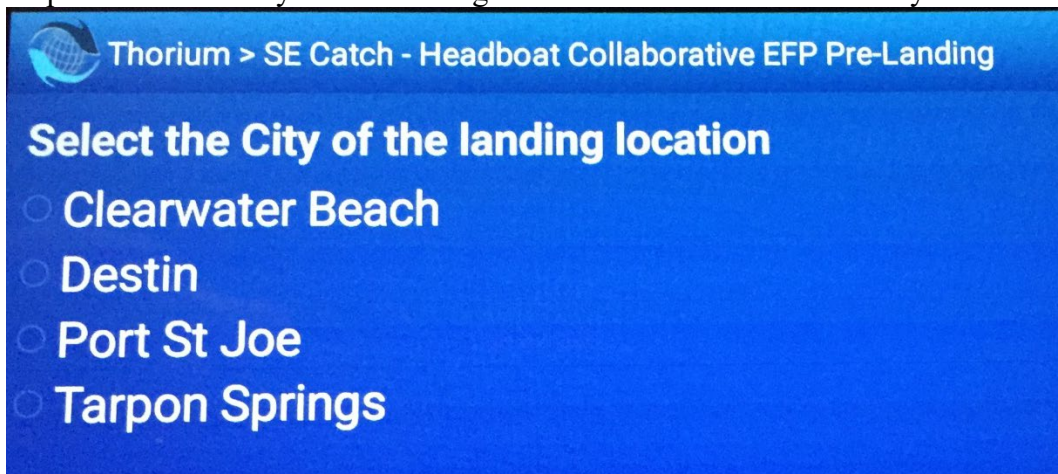 Thorium > SE Catch - Headboat Collaborative EFP Pre-Landing
Select the City of the landing location
Clearwater Beach
Destin
Port St Joe
Tarpon Springs